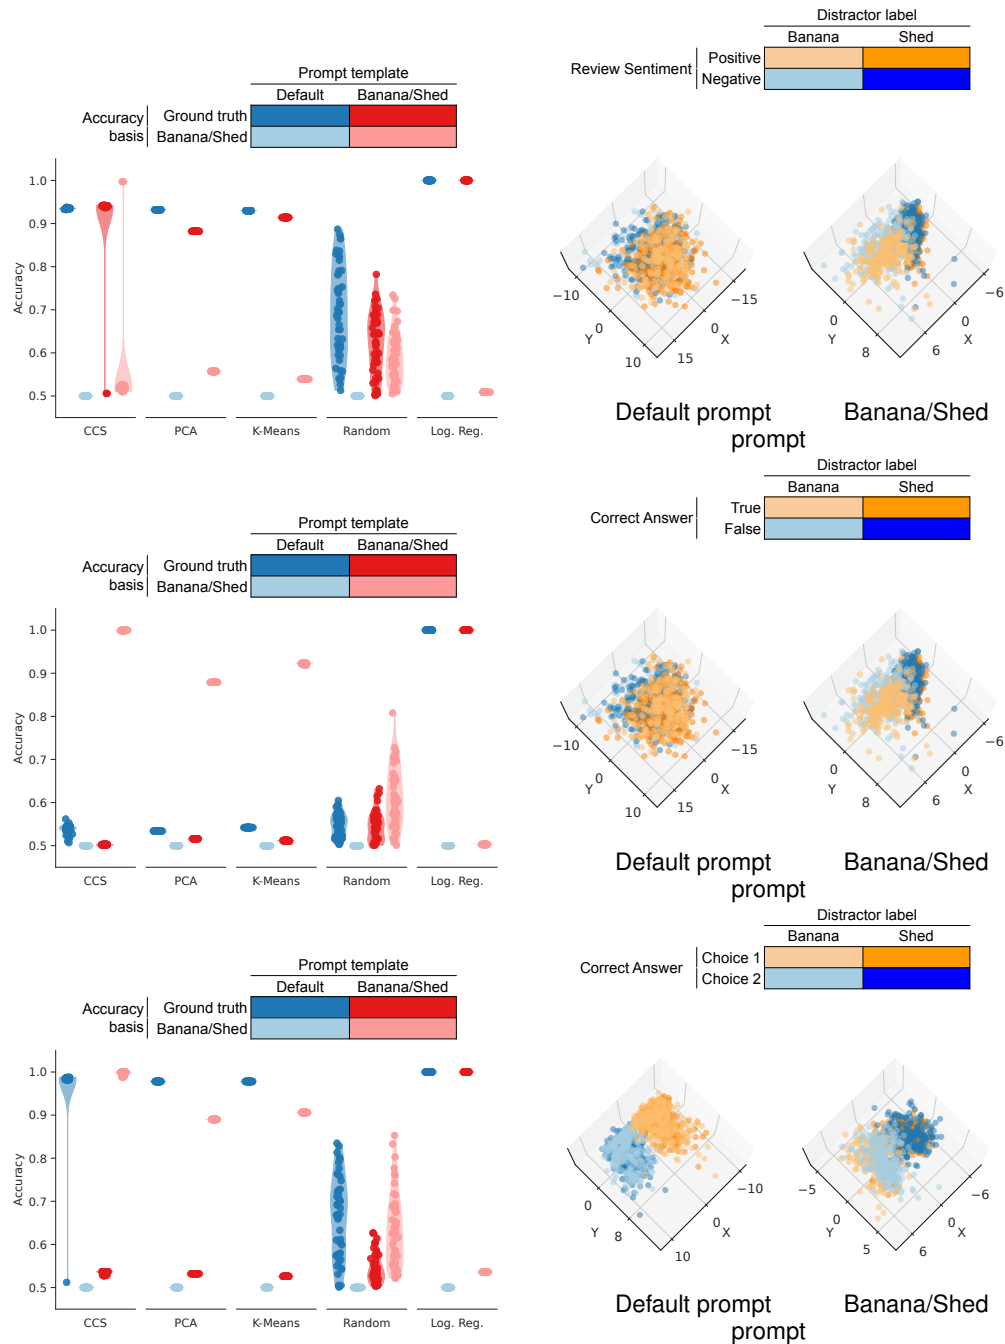 Distractor label
Banana Shed
Review Sentiment Positive
Negative
Prompt template
Default Banana/Shed
Accuracy basis Ground truth
Banana/Shed
1.0
0.9
0.8
0.7
0.6
0.5
Accuracy
CCS PCA K-Means Random Log. Reg.
−10 0 10 Y
15 0 −15 X
8 0 Y
6 0 −6 X
Default prompt Banana/Shed
prompt
Distractor label
Banana Shed
Correct Answer True
False
Prompt template
Default Banana/Shed
Accuracy basis Ground truth
Banana/Shed
1.0
0.9
0.8
0.7
0.6
0.5
Accuracy
CCS PCA K-Means Random Log. Reg.
−10 0 10 Y
15 0 −15 X
8 0 Y
6 0 −6 X
Default prompt Banana/Shed
prompt
Distractor label
Banana Shed
Correct Answer Choice 1
Choice 2
Prompt template
Default Banana/Shed
Accuracy basis Ground truth
Banana/Shed
1.0
0.9
0.8
0.7
0.6
0.5
Accuracy
CCS PCA K-Means Random Log. Reg.
0 8 Y
10 0 −10 X
−5 0 5 Y
6 0 −6 X
Default prompt Banana/Shed
prompt